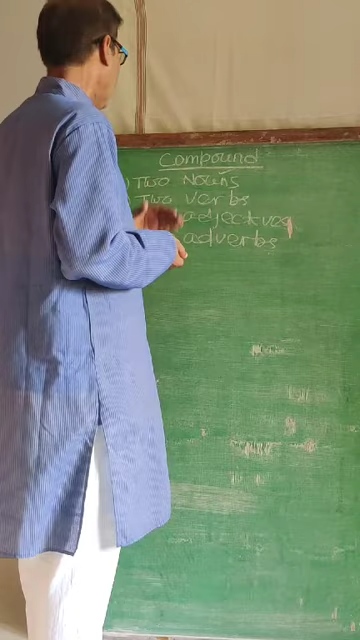 Compound
Two Nouns
Two verbs
adjectives
adverbs